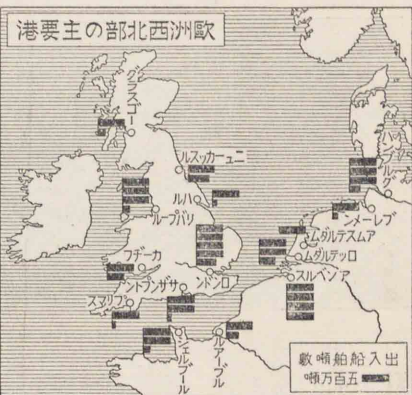 歐洲西北部の主要港
グラスゴー
ニューカッスル
ハル
リバプール
カーヂフ
サザンプトン
プリマス
ロンドン
ハンブルグ
ブレーメン
アムステルダム
ロッテルダム
アンベルス
シェルブール
ルアーブル
出入船舶噸數
五百万噸